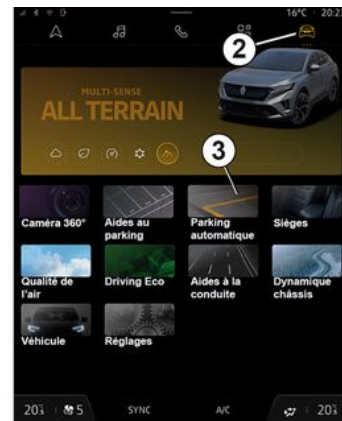 16°C 20:23
2
MULTI-SENSE
ALL TERRAIN
3
Caméra 360°
Aides au
parking
Parking
automatique
Sièges
Qualité de
l'air
Driving Eco
Aides à la
conduite
Dynamique
châssis
Véhicule
Réglages
20 5 SYNC A/C 20